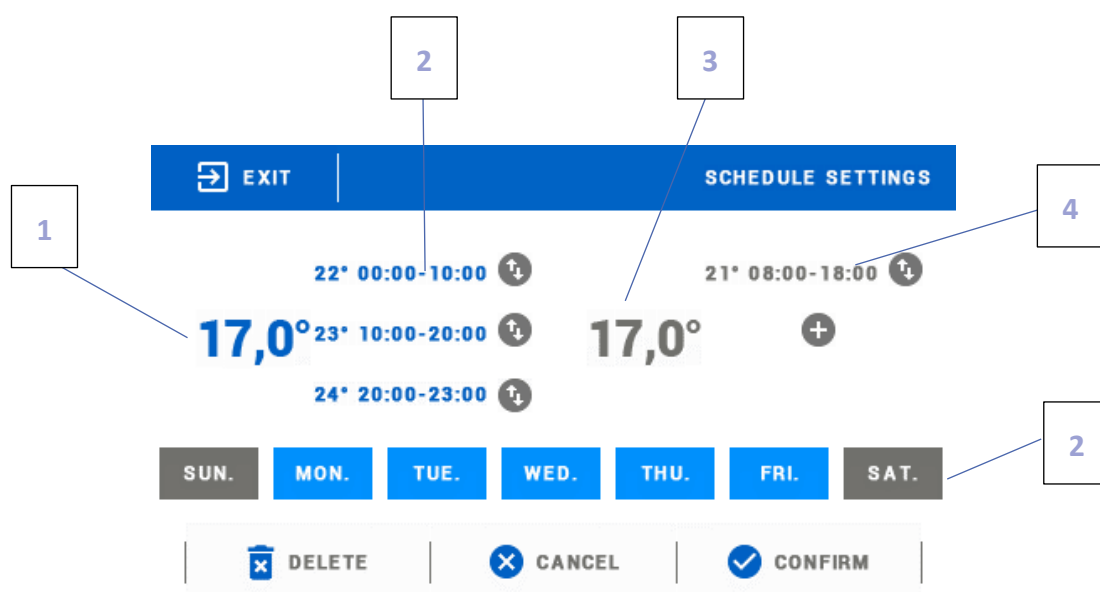 2
3
EXIT
SCHEDULE SETTINGS
1
4
22° 00:00-10:00
21° 08:00-18:00
17,0°
23° 10:00-20:00
17,0°
24° 20:00-23:00
2
SUN. MON. TUE. WED. THU. FRI. SAT.
DELETE CANCEL CONFIRM